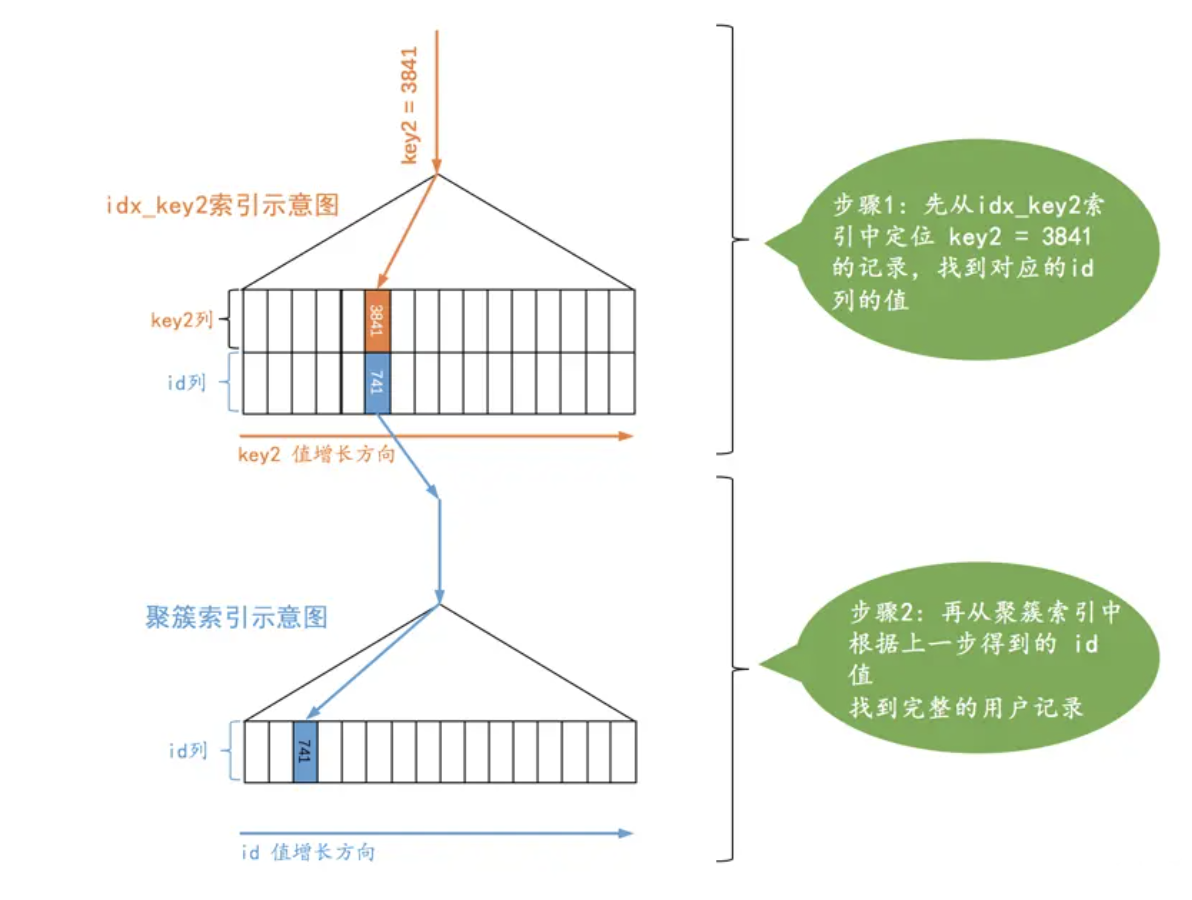 key2 = 3841
idx_key2索引示意图
key2列
3841
id列
741
key2 值增长方向
步骤1: 先从idx_key2索
引中定位 key2 = 3841
的记录, 找到对应的id
列的值
聚簇索引示意图
id列
741
id 值增长方向
步骤2: 再从聚簇索引中
根据上一步得到的 id
值
找到完整的用户记录